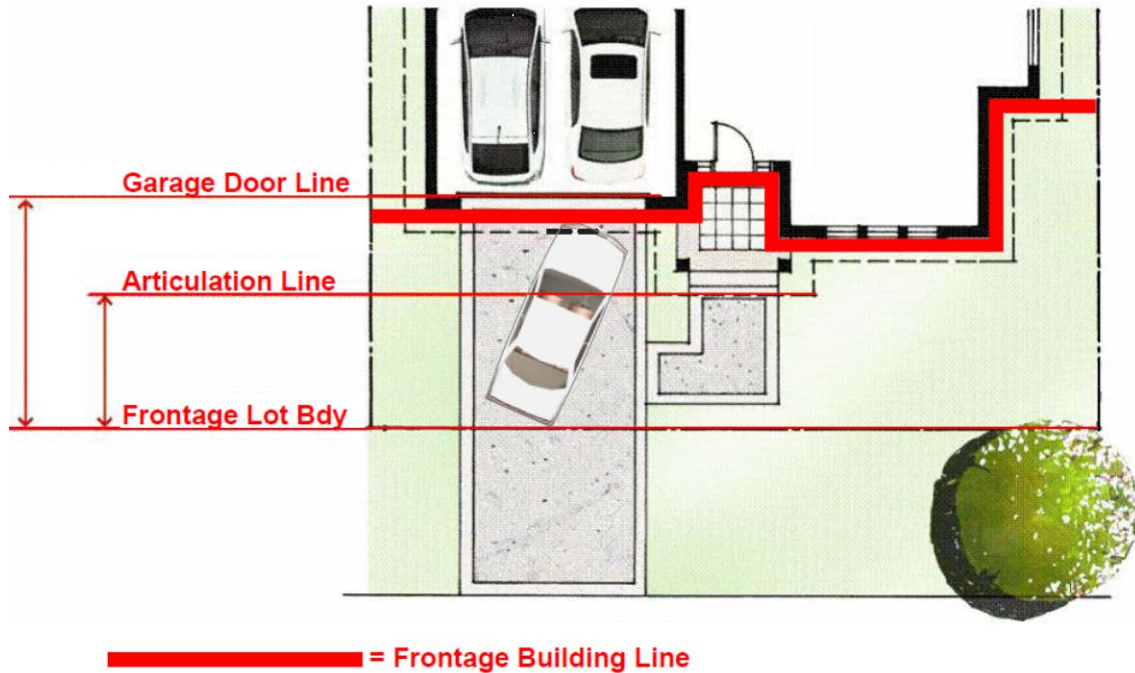 Garage Door Line
Articulation Line
Frontage Lot Bdy
= Frontage Building Line